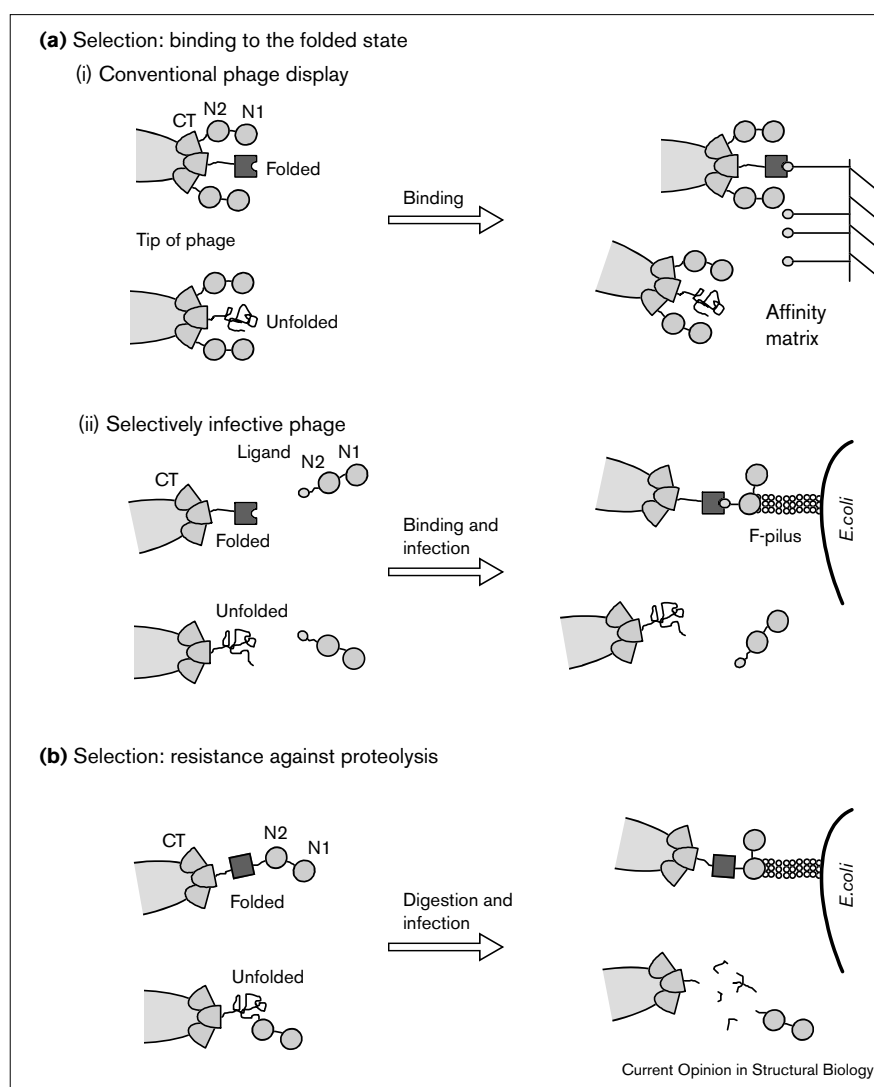 (a) Selection: binding to the folded state
(i) Conventional phage display
CT N2 N1
Folded
Binding
Tip of phage
Unfolded
Affinity
matrix
(ii) Selectively infective phage
Ligand
N2 N1
CT
Folded
Binding and
infection
F-pilus
E.coli
Unfolded
(b) Selection: resistance against proteolysis
CT N2 N1
Folded
Digestion and
infection
E.coli
Unfolded
Current Opinion in Structural Biology